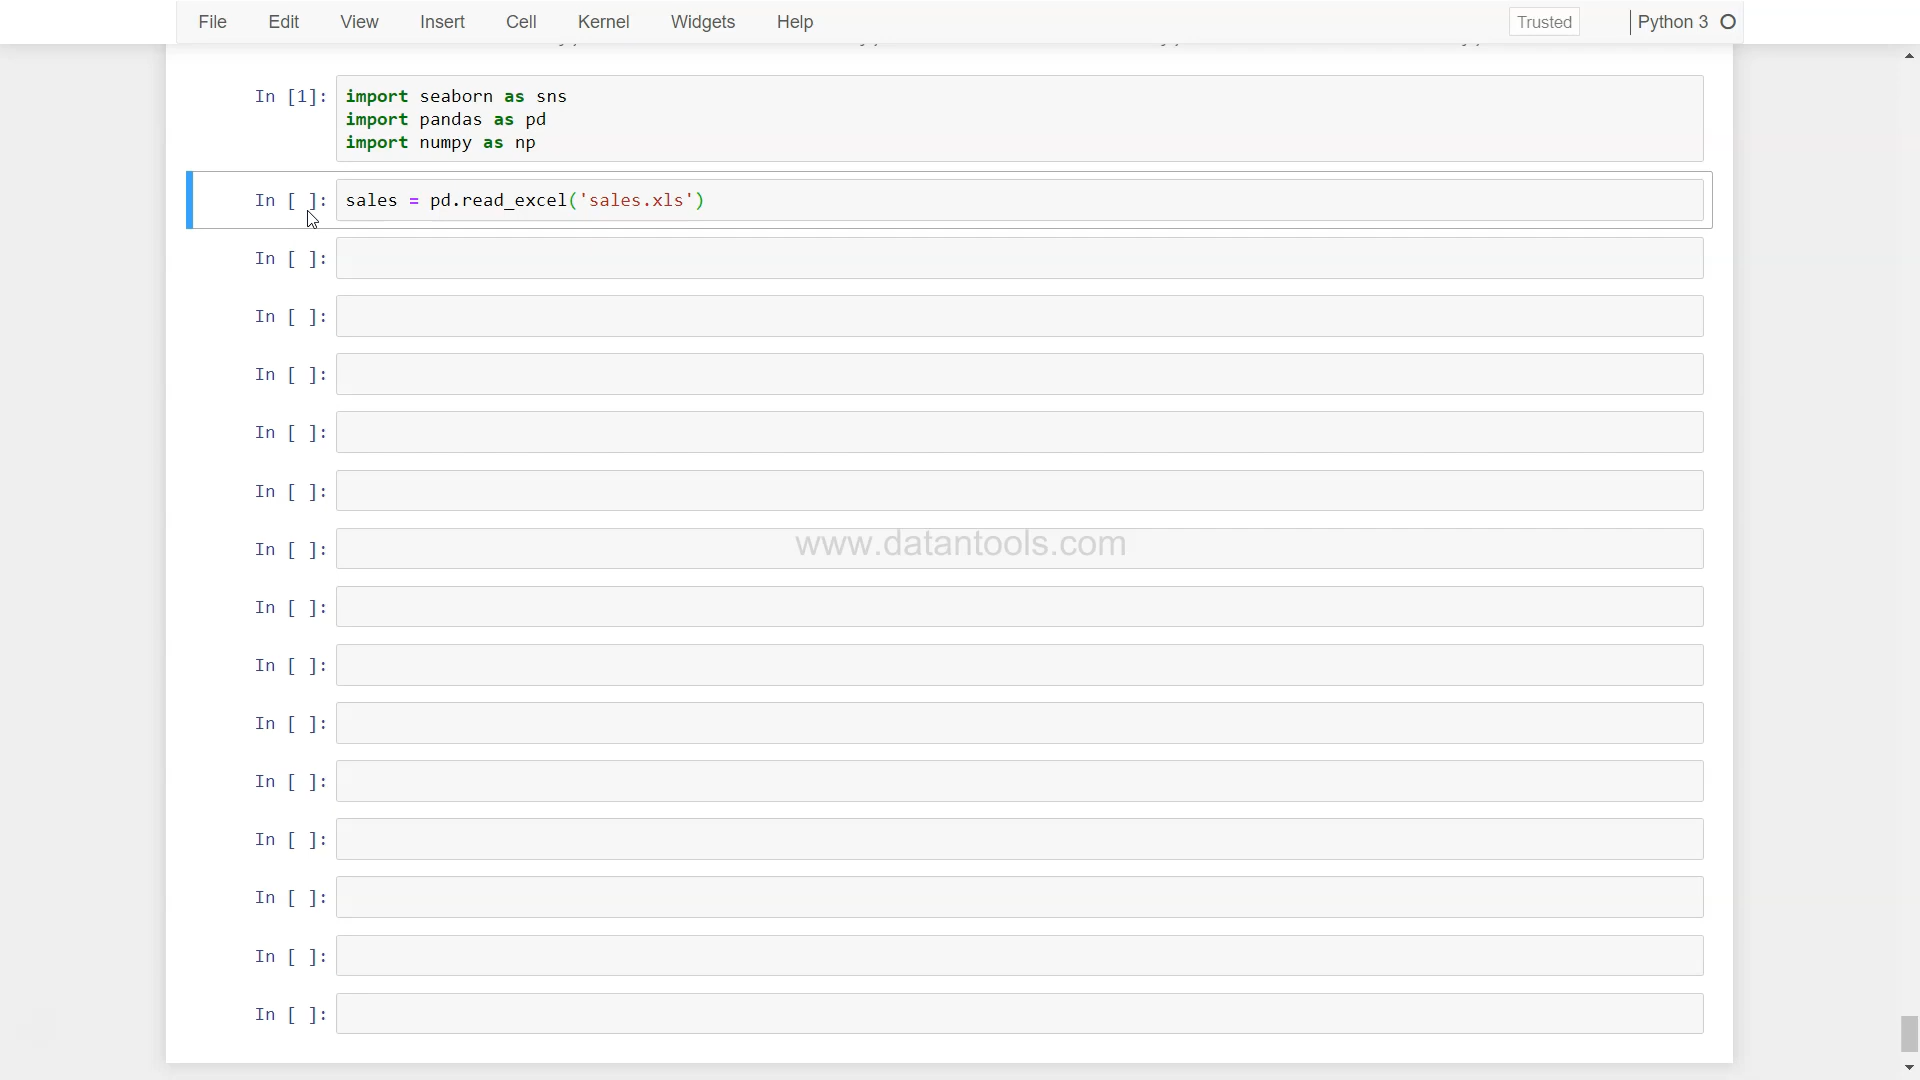 File Edit View Insert Cell Kernel Widgets Help Trusted Python 3
In [1]: import seaborn as sns
import pandas as pd
import numpy as np
In [ ]: sales = pd.read_excel('sales.xls')
In [ ]:
In [ ]:
In [ ]:
In [ ]:
In [ ]:
In [ ]: www.datantools.com
In [ ]:
In [ ]:
In [ ]:
In [ ]:
In [ ]:
In [ ]:
In [ ]:
In [ ]: